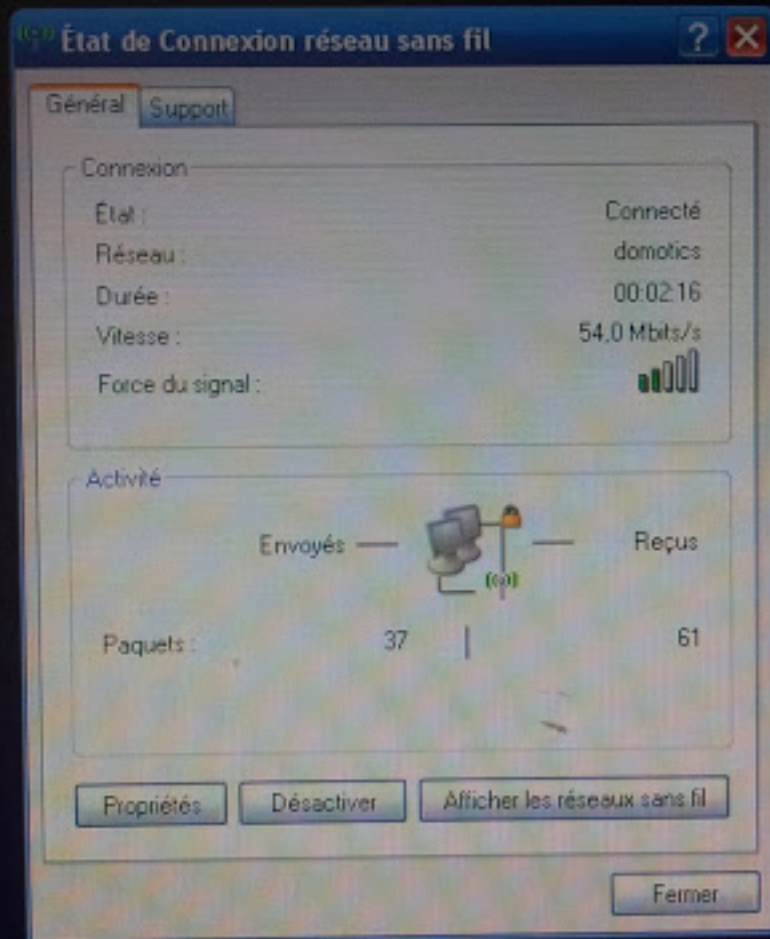 État de Connexion réseau sans fil
Général Support
Connexion
État : Connecté
Réseau : domotics
Durée : 00:02:16
Vitesse : 54,0 Mbits/s
Force du signal :
Activité
Envoyés Reçus
Paquets : 37 61
Propriétés Désactiver Afficher les réseaux sans fil
Fermer